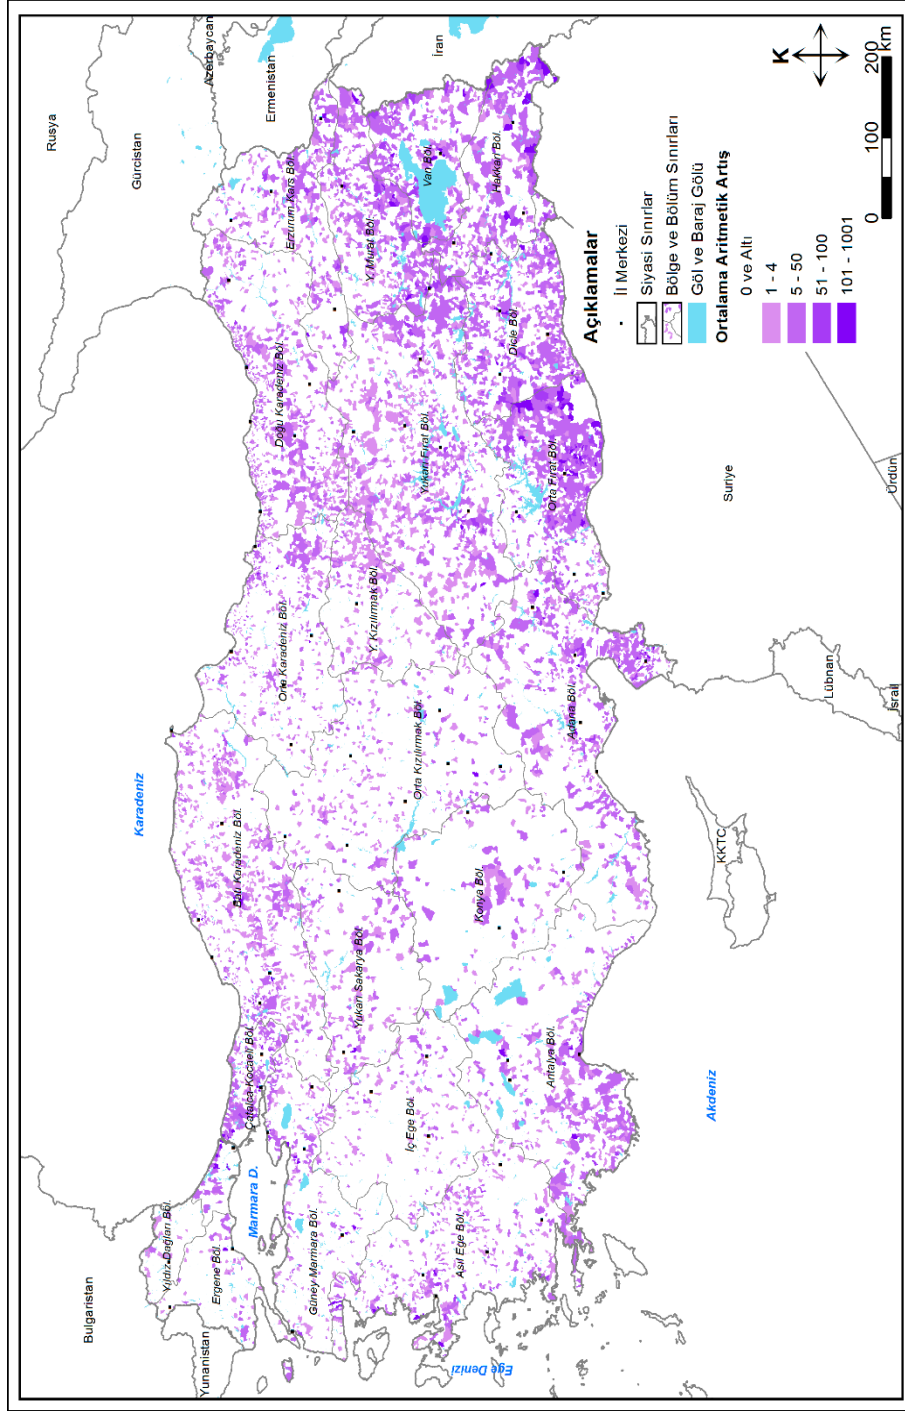 Rusya
Gürcistan
Azerbaycan
Ermenistan
İran
Bulgaristan
Yunanistan
Karadeniz
Marmara D.
Ege Denizi
Akdeniz
KKTC
Suriye
Lübnan
İsrail
Ürdün
Yıldız Dağları Böl.
Ergene Böl.
Çatalca-Kocaeli Böl.
Güney Marmara Böl.
Asıl Ege Böl.
İç Ege Böl.
Antalya Böl.
Yukarı Sakarya Böl.
Konya Böl.
Batı Karadeniz Böl.
Orta Karadeniz Böl.
Doğu Karadeniz Böl.
Orta Kızılırmak Böl.
Y. Kızılırmak Böl.
Adana Böl.
Yukarı Fırat Böl.
Orta Fırat Böl.
Dicle Böl.
Erzurum Kars Böl.
Y. Murat Böl.
Van Böl.
Hakkari Böl.
Açıklamalar
İl Merkezi
Siyasi Sınırlar
Bölge ve Bölüm Sınırları
Göl ve Baraj Gölü
Ortalama Aritmetik Artış
0 ve Altı
1 - 4
5 - 50
51 - 100
101 - 1001
K
0 100 200
km